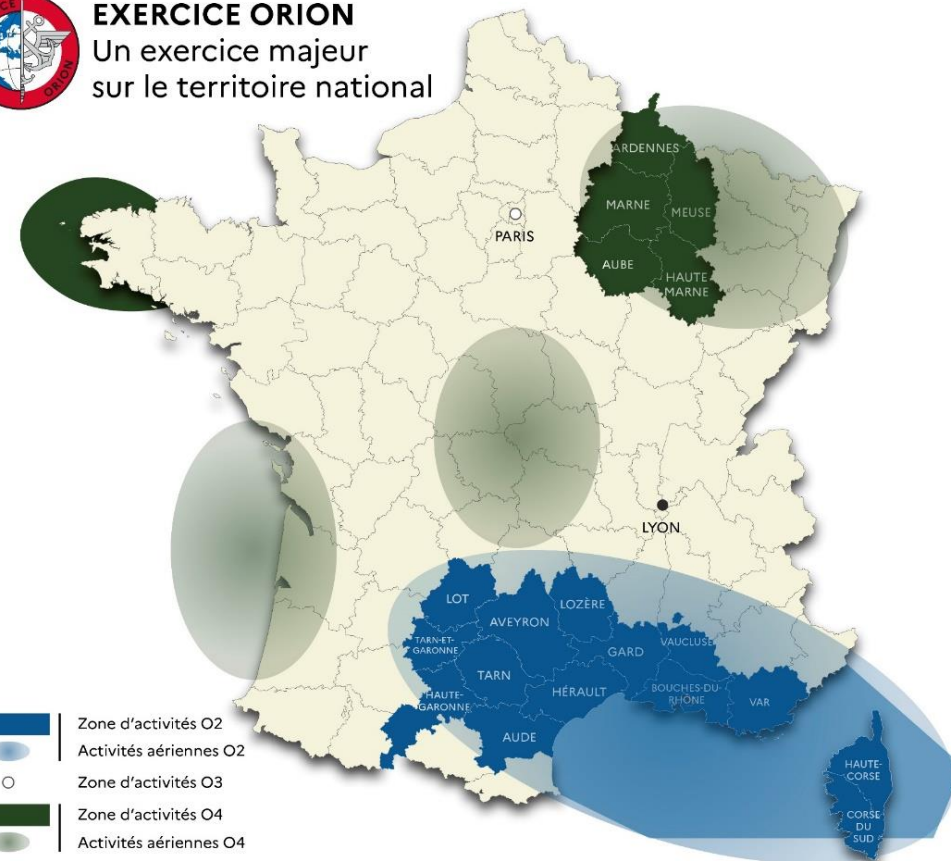 CE
ORION
EXERCICE ORION
Un exercice majeur
sur le territoire national
ARDENNES
MARNE
MEUSE
PARIS
AUBE
HAUTE
MARNE
LYON
LOT
LOZÈRE
AVEYRON
TARN-ET-
GARONNE
VAUCLUSE
GARD
TARN
HÉRAULT
BOUCHES-DU-
RHÔNE
VAR
HAUTE-
GARONNE
AUDE
HAUTE-
CORSE
CORSE
DU
SUD
Zone d'activités O2
Activités aériennes O2
Zone d'activités O3
Zone d'activités O4
Activités aériennes O4